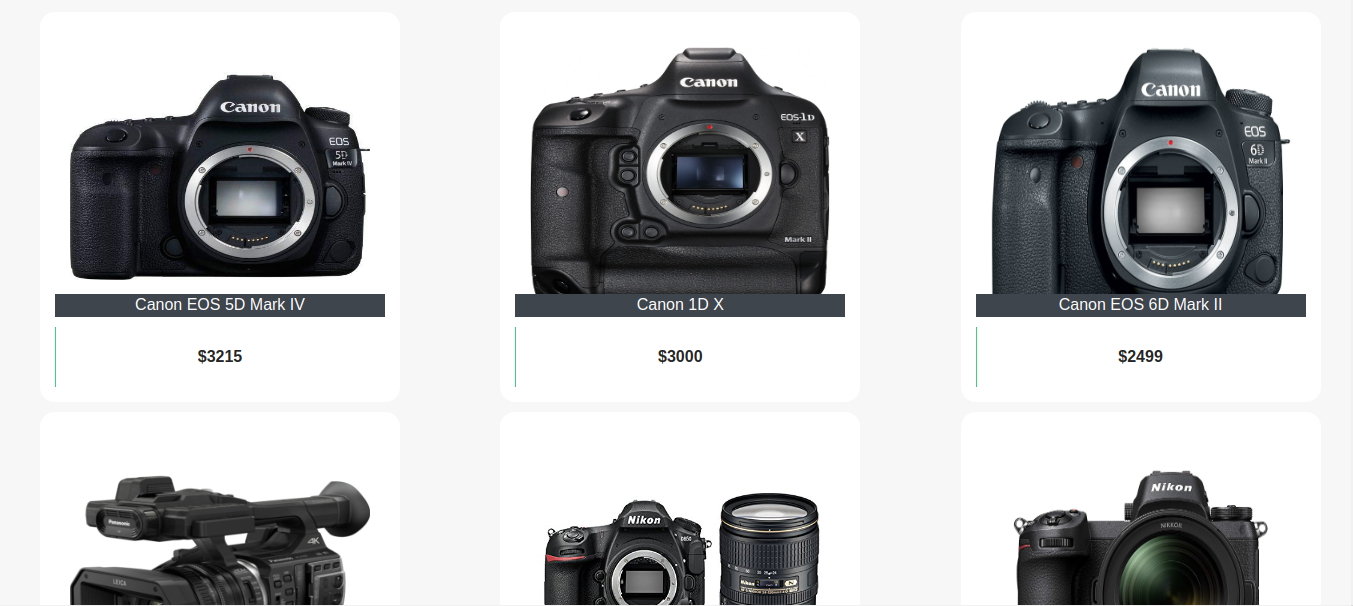 Canon
EOS
5D
Mark IV
Canon EOS 5D Mark IV
$3215
Canon
EOS-1D
X
Mark II
Canon 1D X
$3000
Canon
EOS
6D
Mark II
Canon EOS 6D Mark II
$2499
Panasonic
4K
LEICA
Nikon
D850
Nikon
Nikon
NIKKOR